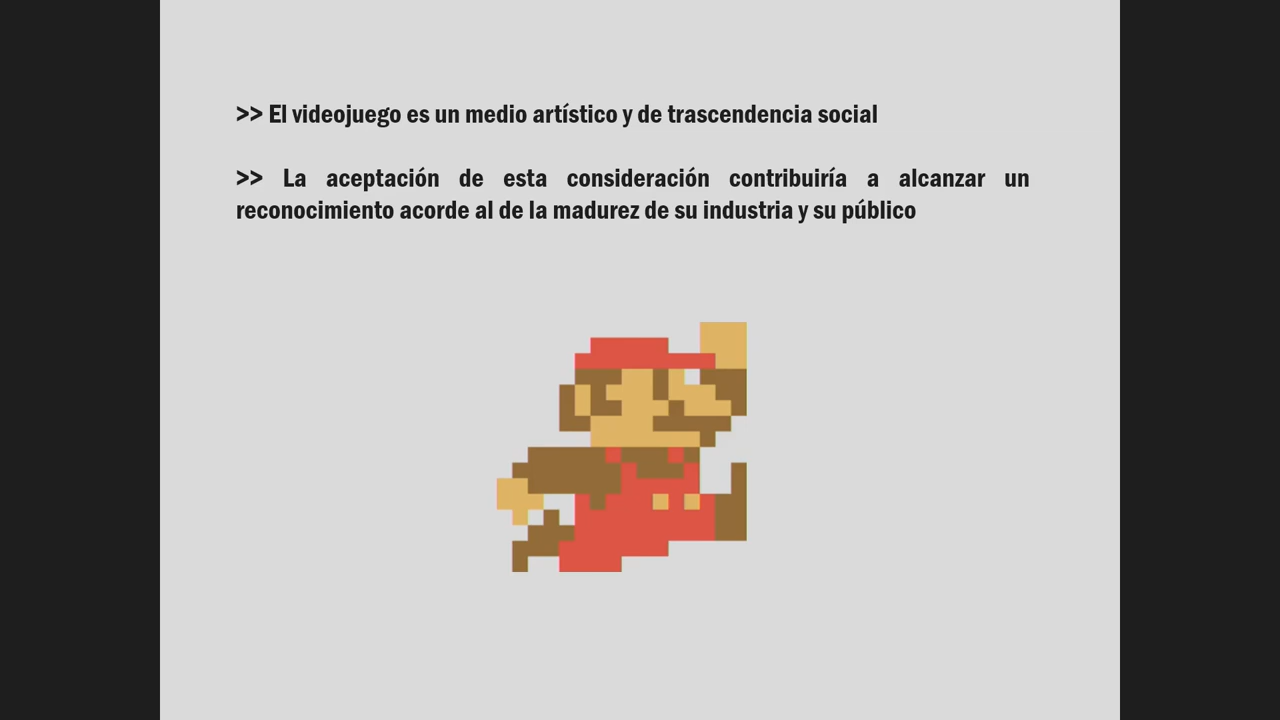 >> El videojuego es un medio artístico y de trascendencia social
>> La aceptación de esta consideración contribuiría a alcanzar un
reconocimiento acorde al de la madurez de su industria y su público